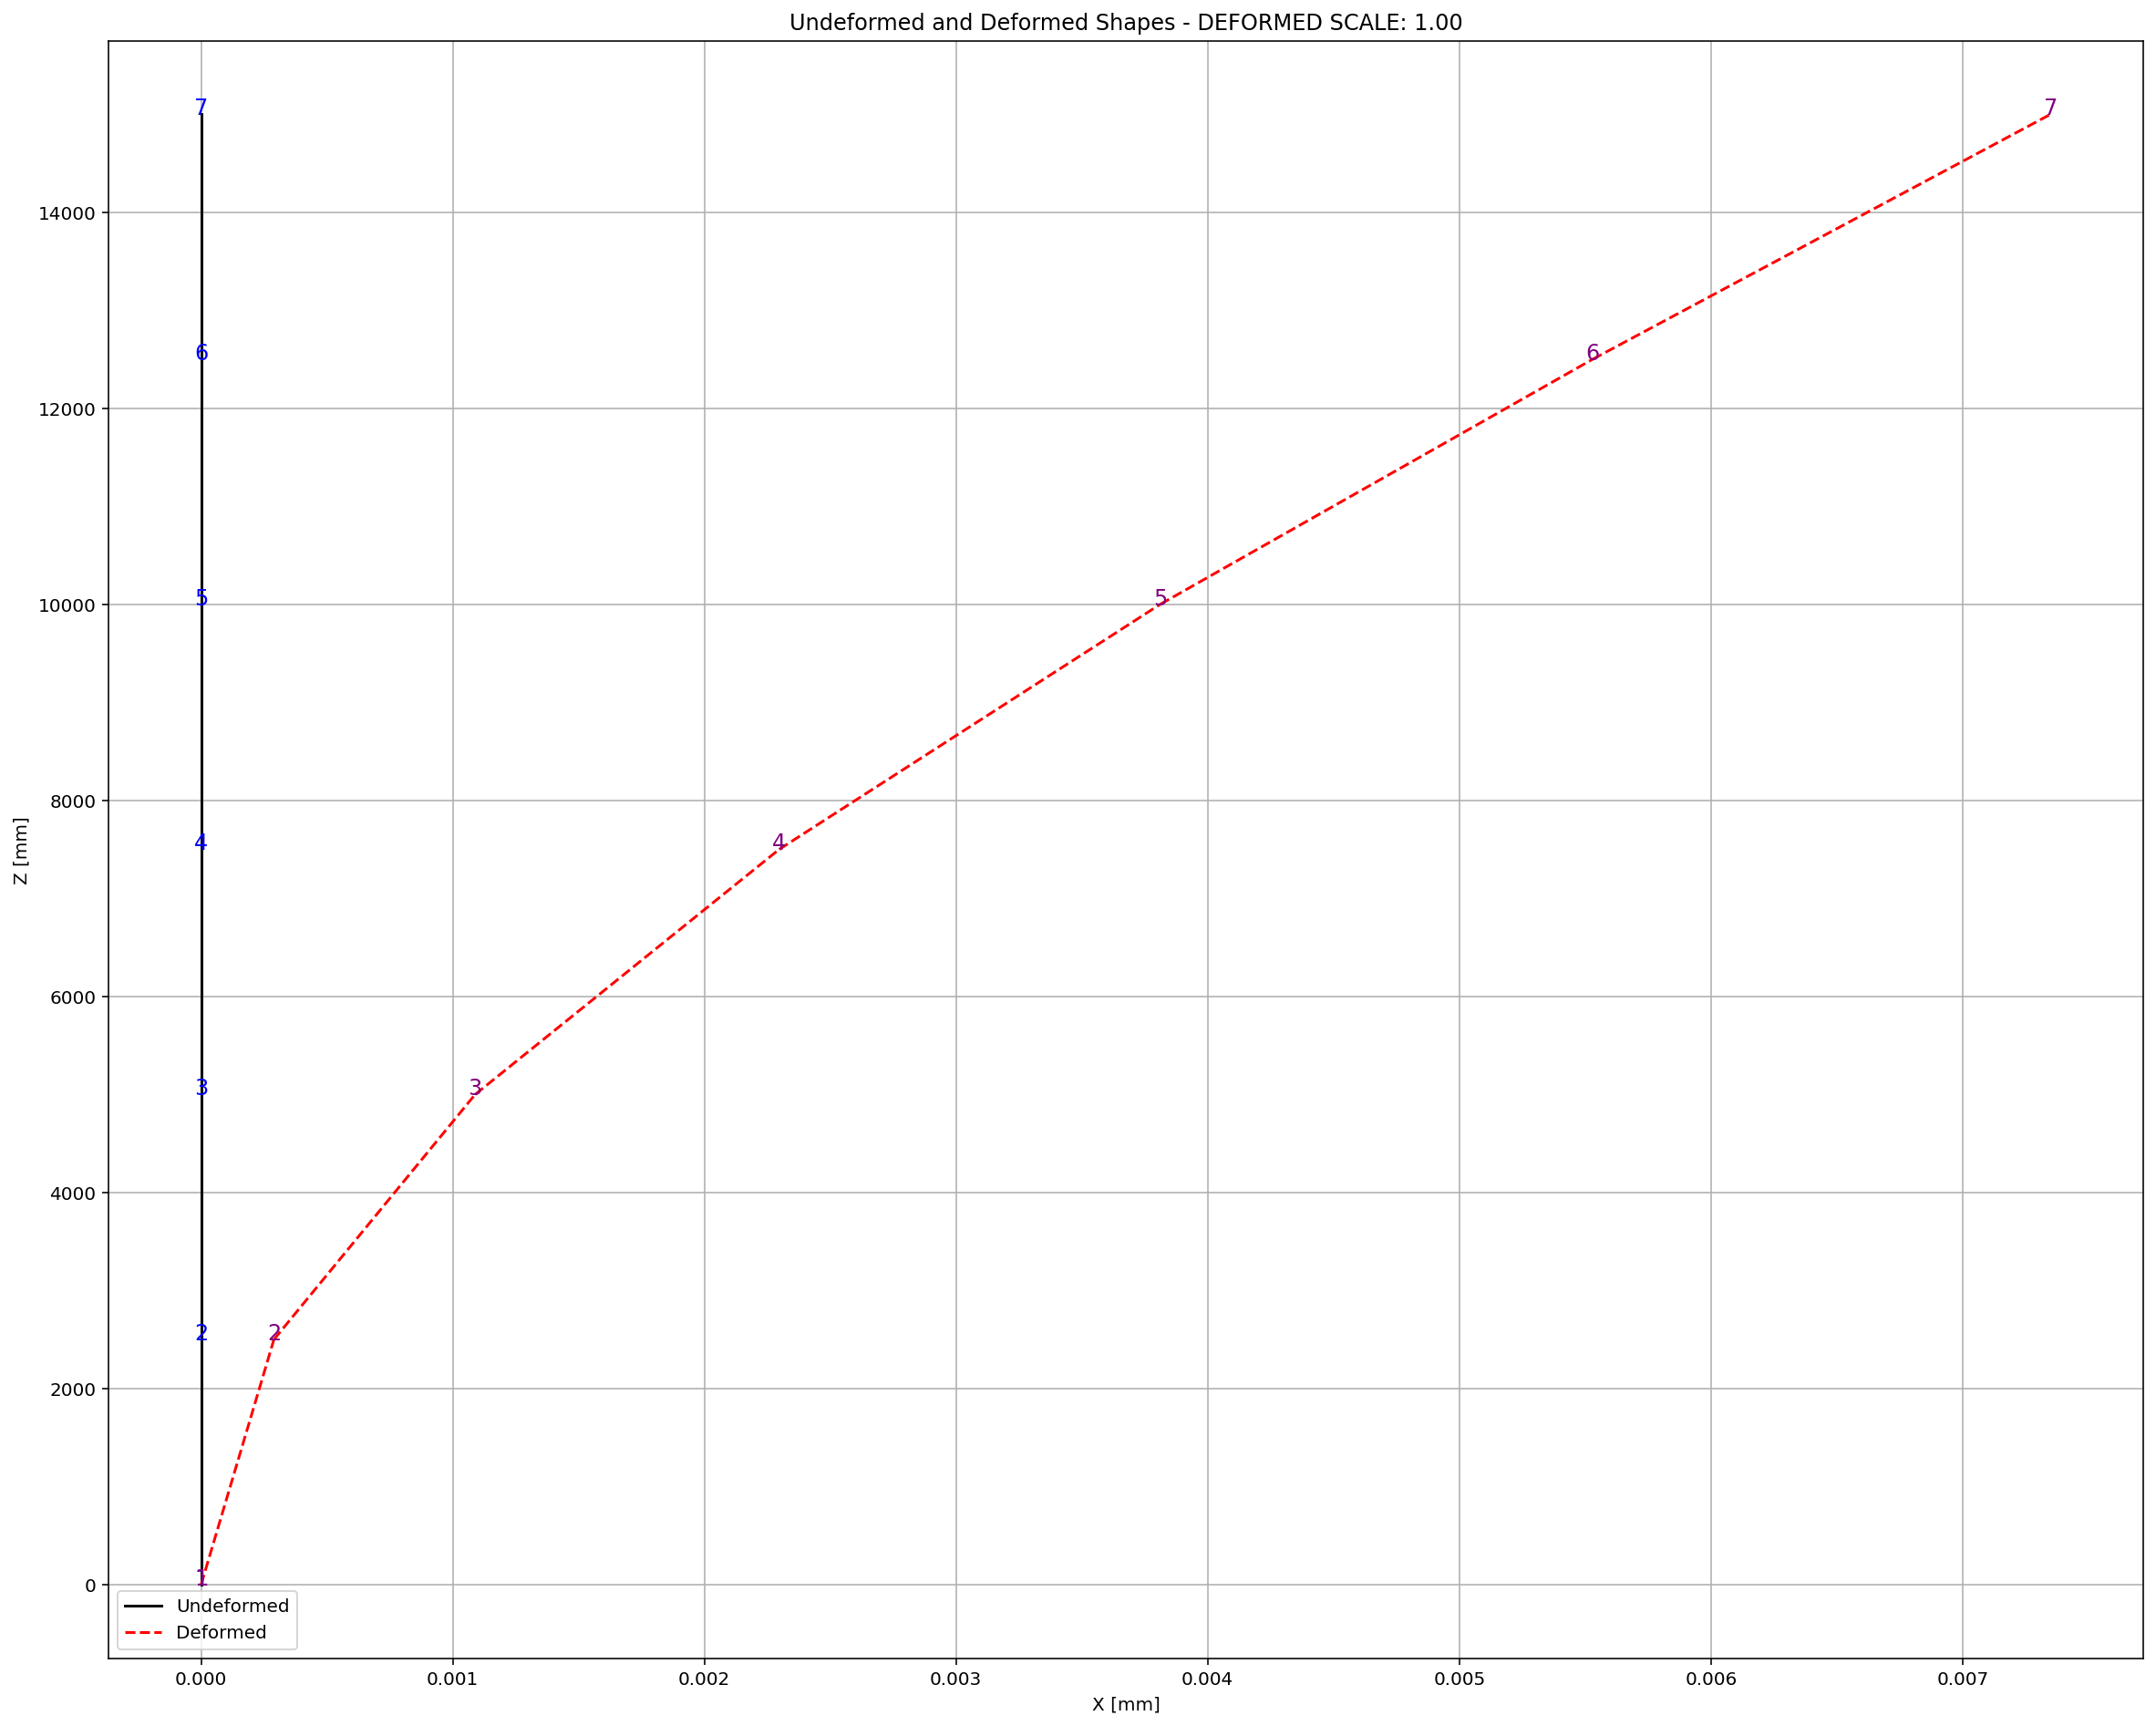 Undeformed and Deformed Shapes - DEFORMED SCALE: 1.00
7 7
14000
6 6
12000
5 5
10000
8000
4 4
Z [mm]
6000
3 3
4000
2 2
2000
1
0
Undeformed
Deformed
0.000 0.001 0.002 0.003 0.004 0.005 0.006 0.007
X [mm]